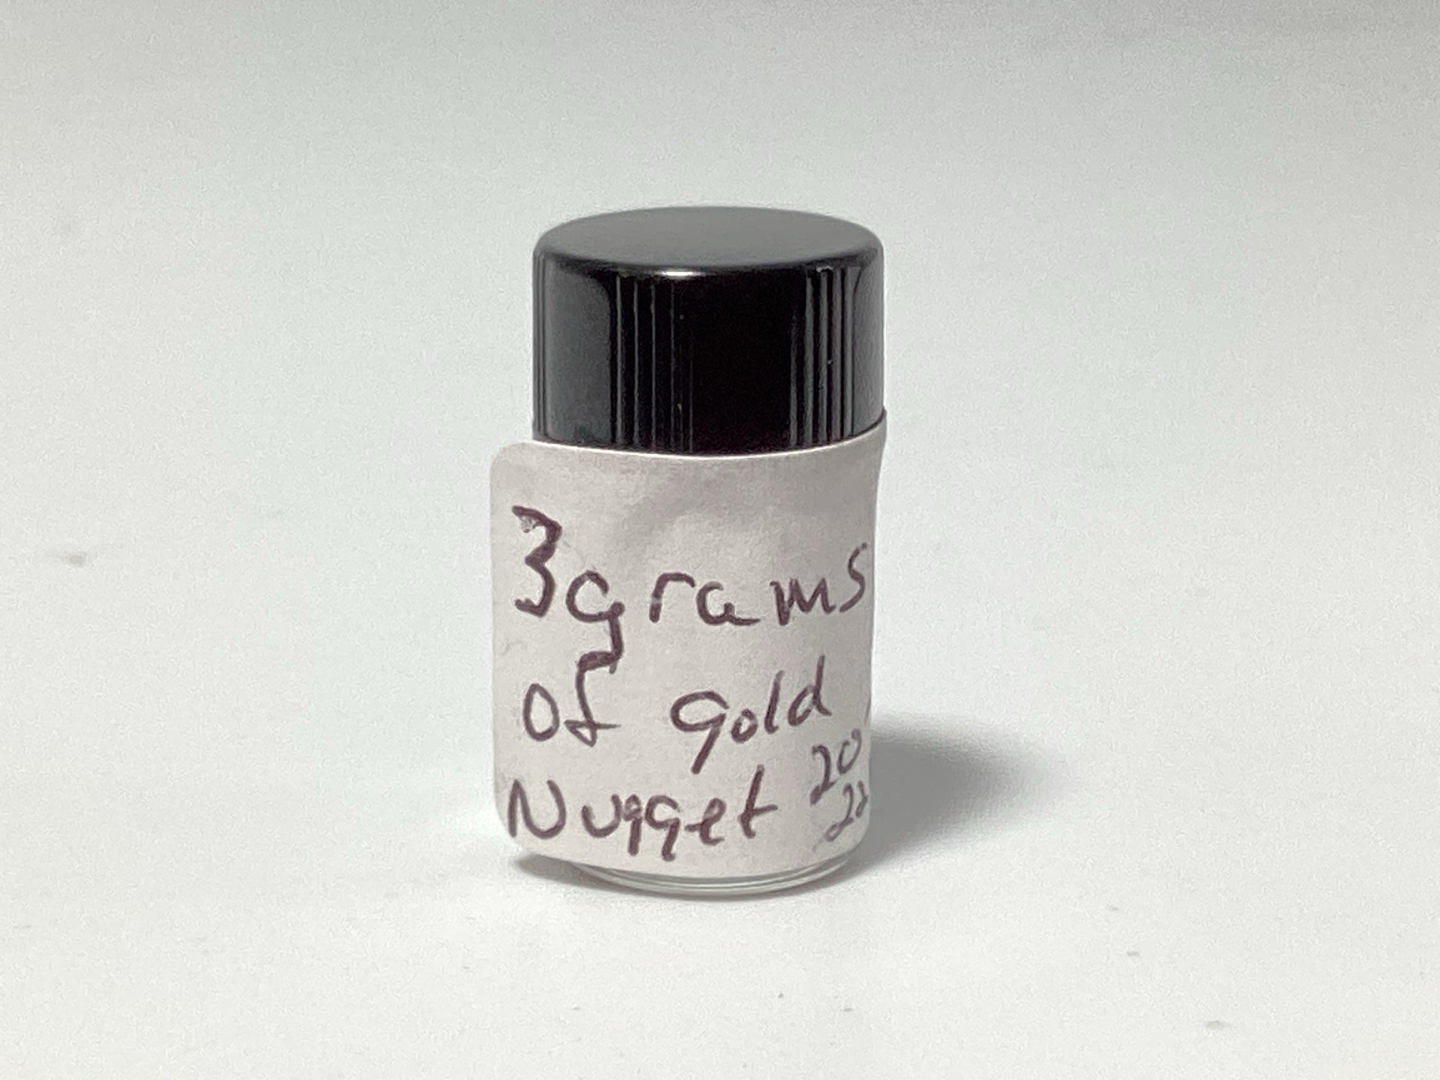 3grams
of gold
Nugget 20
22